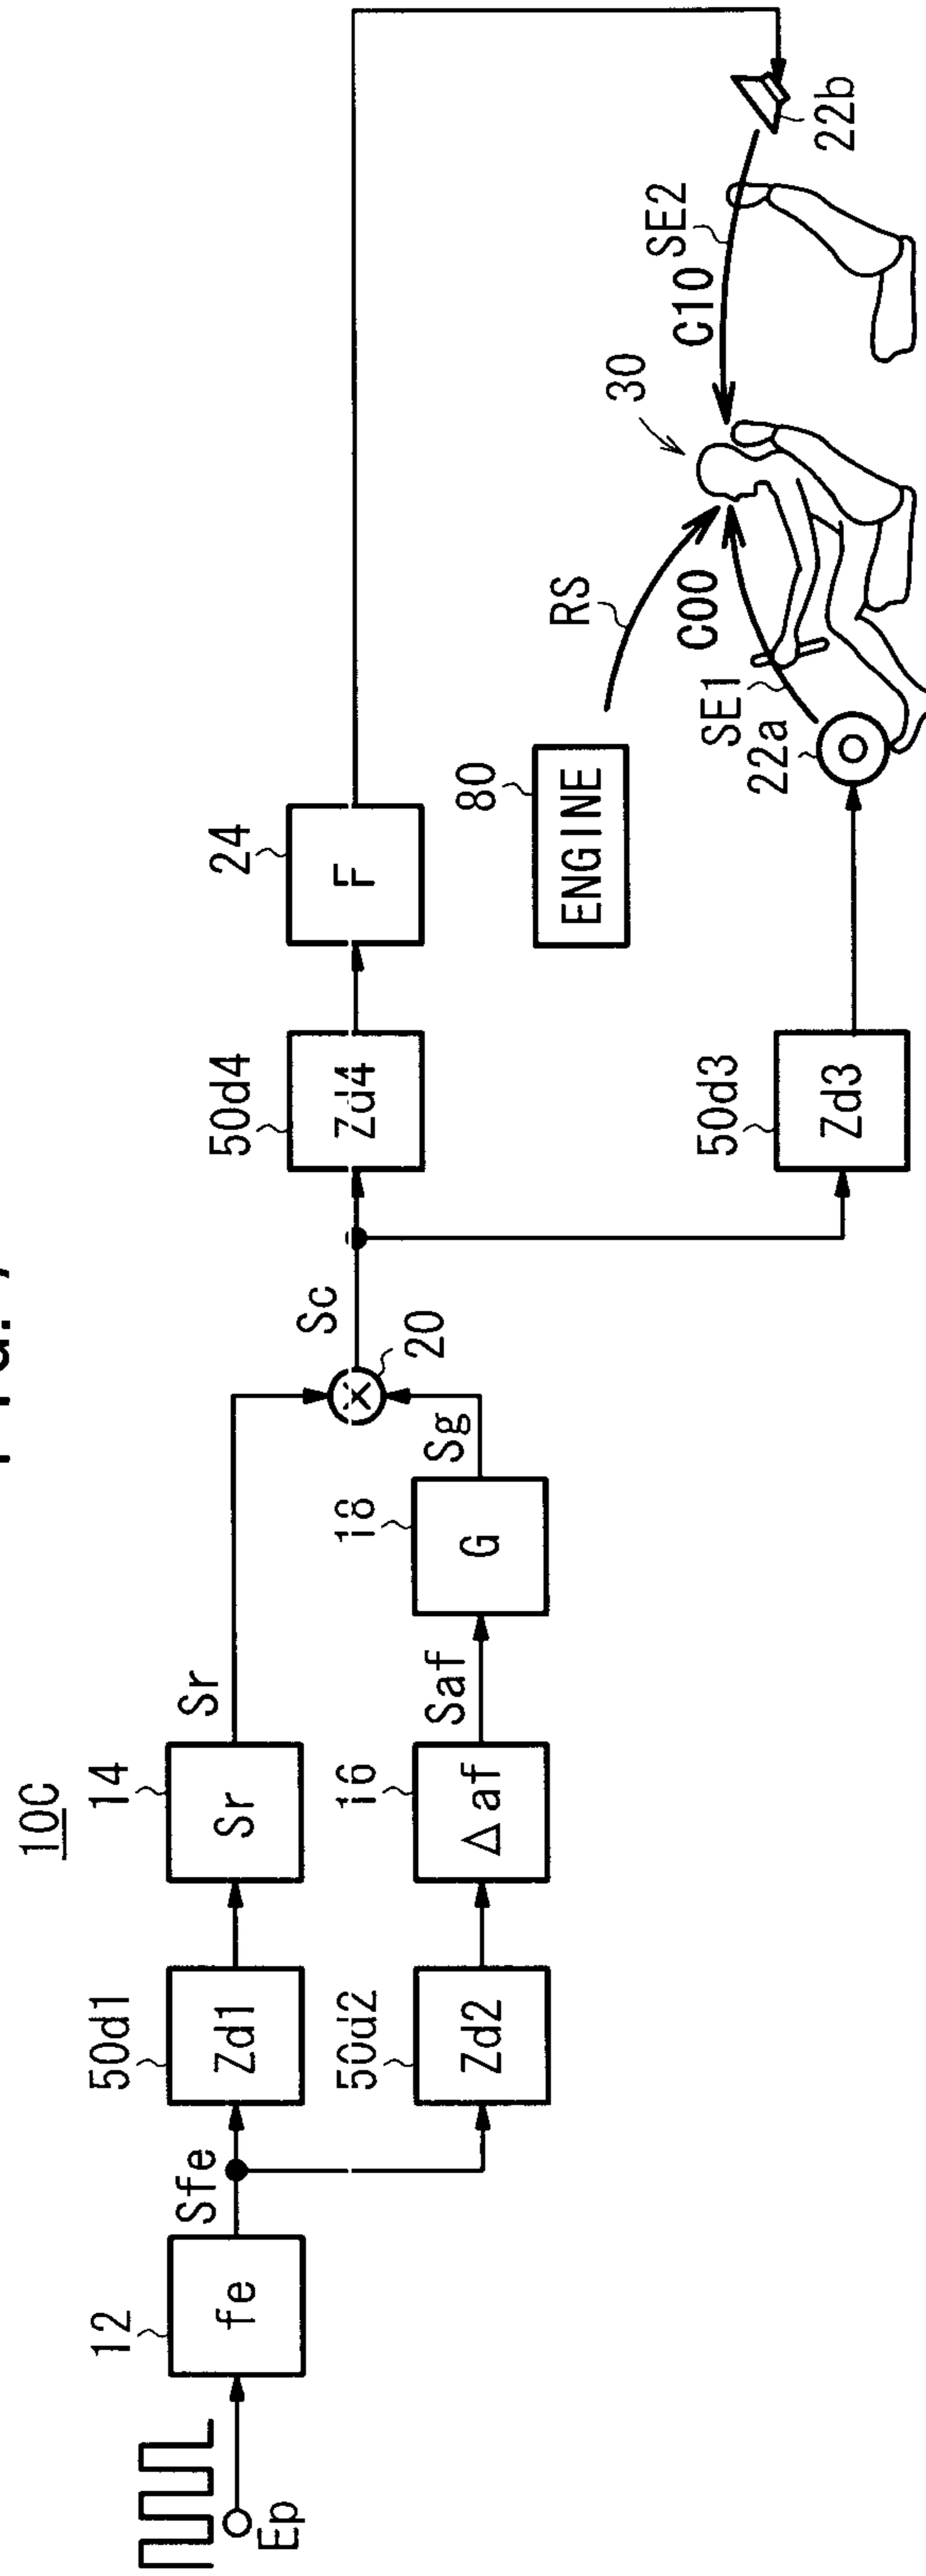 10C
Ep
12
fe
Sfe
50d1
Zd1
14
Sr
Sr
50d2
Zd2
16
Δaf
Saf
18
G
Sg
20
Sc
50d4
Zd4
24
F
50d3
Zd3
80
ENGINE
RS
22a
SE1
C00
30
C10
SE2
22b